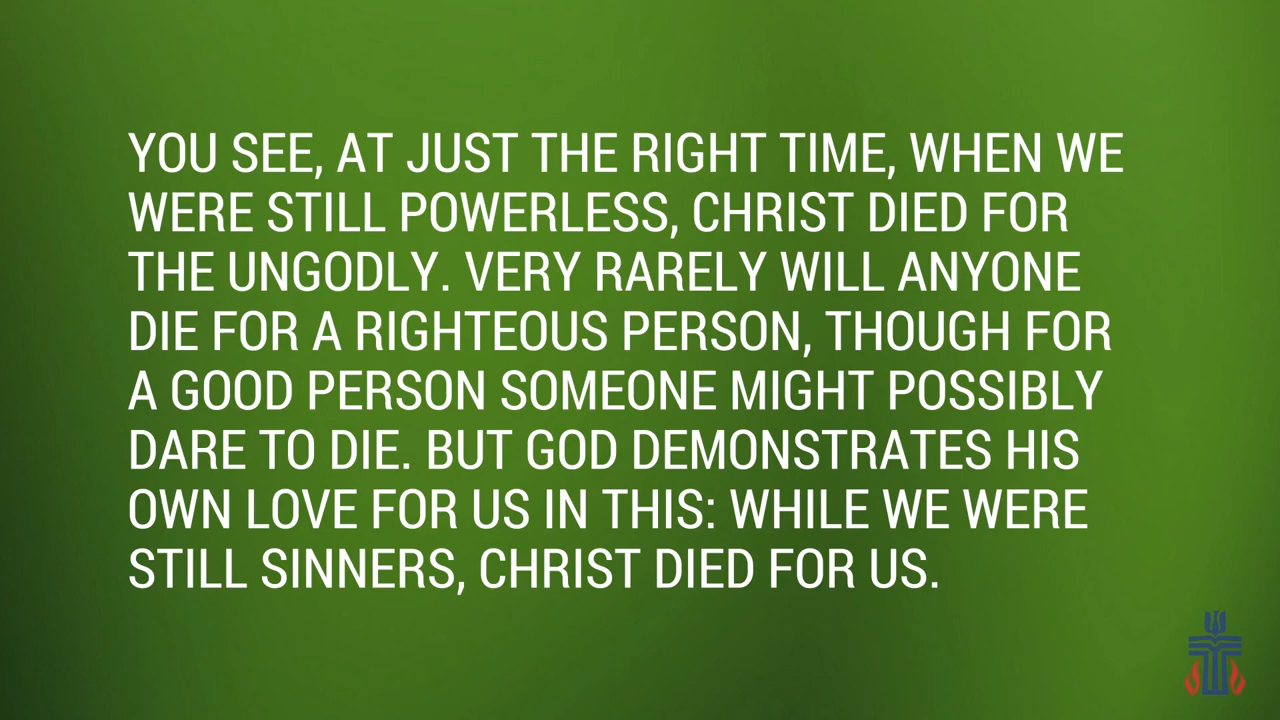 YOU SEE, AT JUST THE RIGHT TIME, WHEN WE
WERE STILL POWERLESS, CHRIST DIED FOR
THE UNGODLY. VERY RARELY WILL ANYONE
DIE FOR A RIGHTEOUS PERSON, THOUGH FOR
A GOOD PERSON SOMEONE MIGHT POSSIBLY
DARE TO DIE. BUT GOD DEMONSTRATES HIS
OWN LOVE FOR US IN THIS: WHILE WE WERE
STILL SINNERS, CHRIST DIED FOR US.